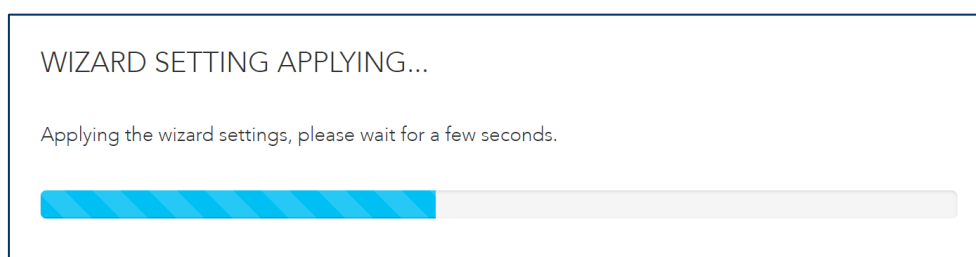 WIZARD SETTING APPLYING...
Applying the wizard settings, please wait for a few seconds.